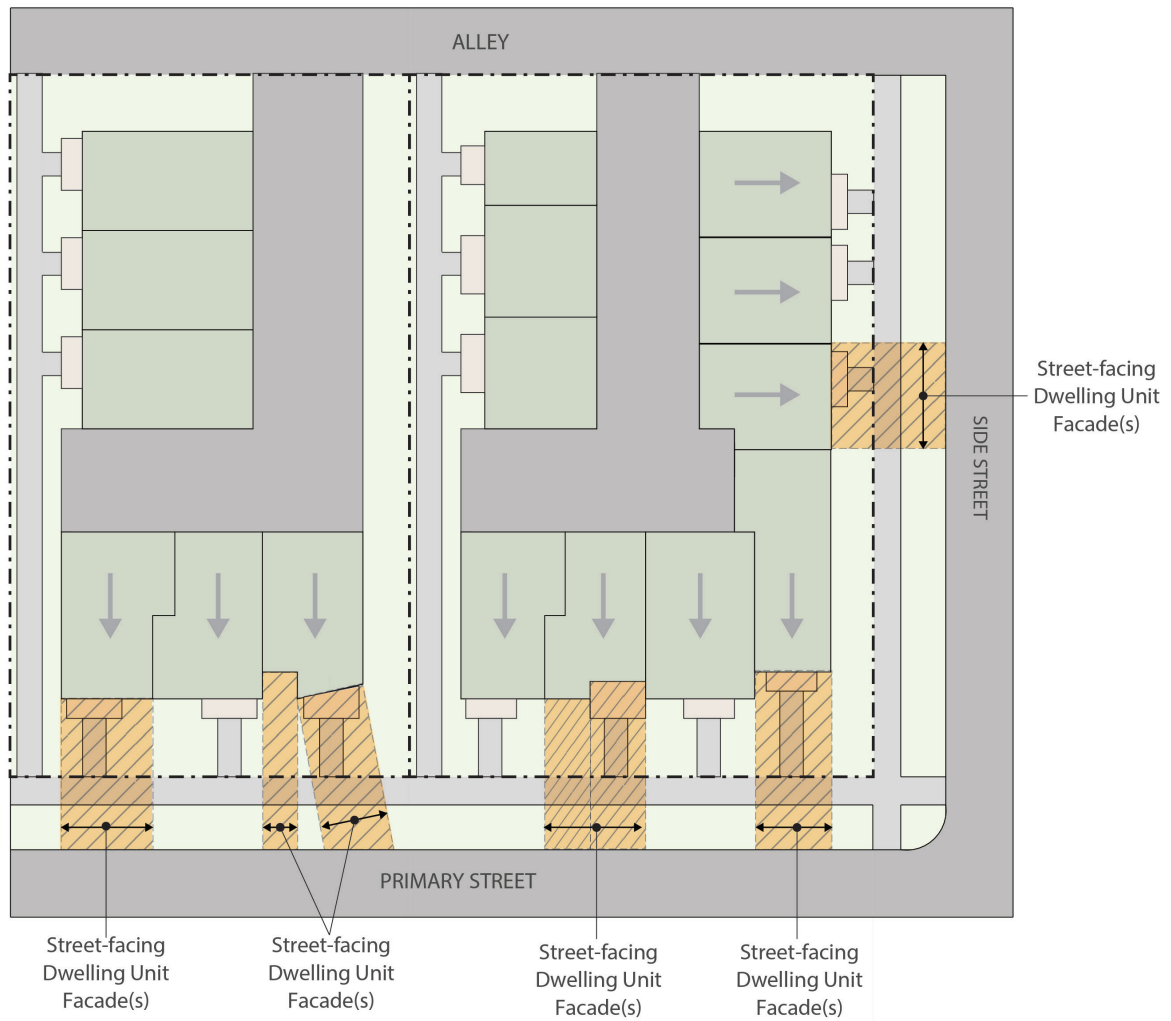 ALLEY
Street-facing
Dwelling Unit
Facade(s)
SIDE STREET
PRIMARY STREET
Street-facing
Dwelling Unit
Facade(s)
Street-facing
Dwelling Unit
Facade(s)
Street-facing
Dwelling Unit
Facade(s)
Street-facing
Dwelling Unit
Facade(s)